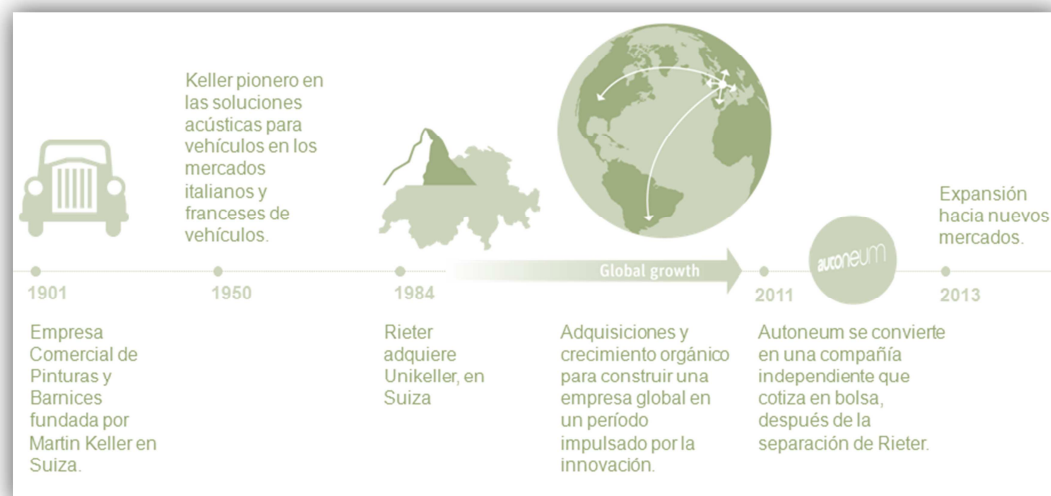 Keller pionero en
las soluciones
acústicas para
vehículos en los
mercados
italianos y
franceses de
vehículos.
Expansión
hacia nuevos
mercados.
Global growth
autoneum
1901
1950
1984
2011
2013
Empresa
Comercial de
Pinturas y
Barnices
fundada por
Martin Keller en
Suiza.
Rieter
adquiere
Unikeller, en
Suiza
Adquisiciones y
crecimiento orgánico
para construir una
empresa global en
un período
impulsado por la
innovación.
Autoneum se convierte
en una compañía
independiente que
cotiza en bolsa,
después de la
separación de Rieter.